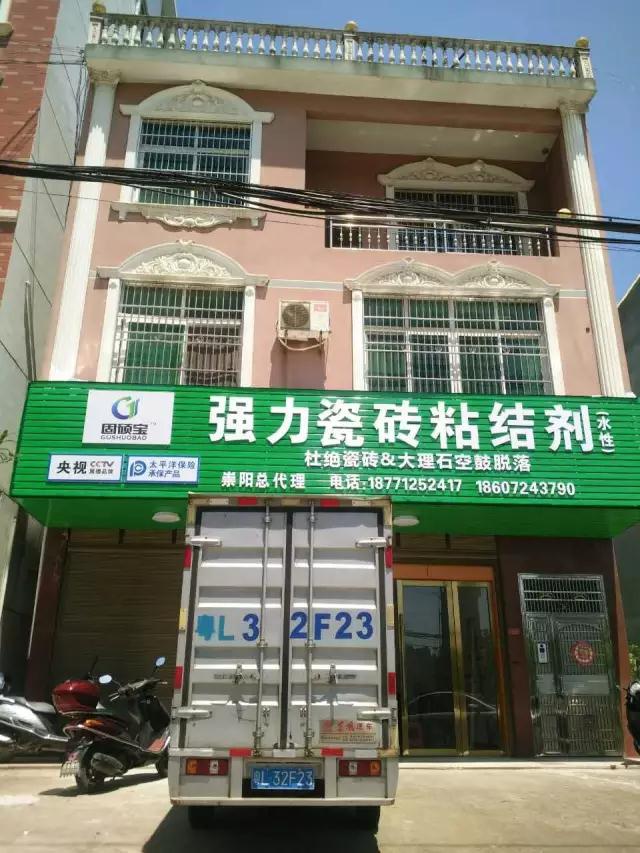 固硕宝
GUSHUOBAO
强力瓷砖粘结剂(水性)
杜绝瓷砖&大理石空鼓脱落
央视 CCTV
太平洋保险
承保产品
崇阳总代理 电话:18771252417 18607243790
粤L 32F23
粤L 32F23